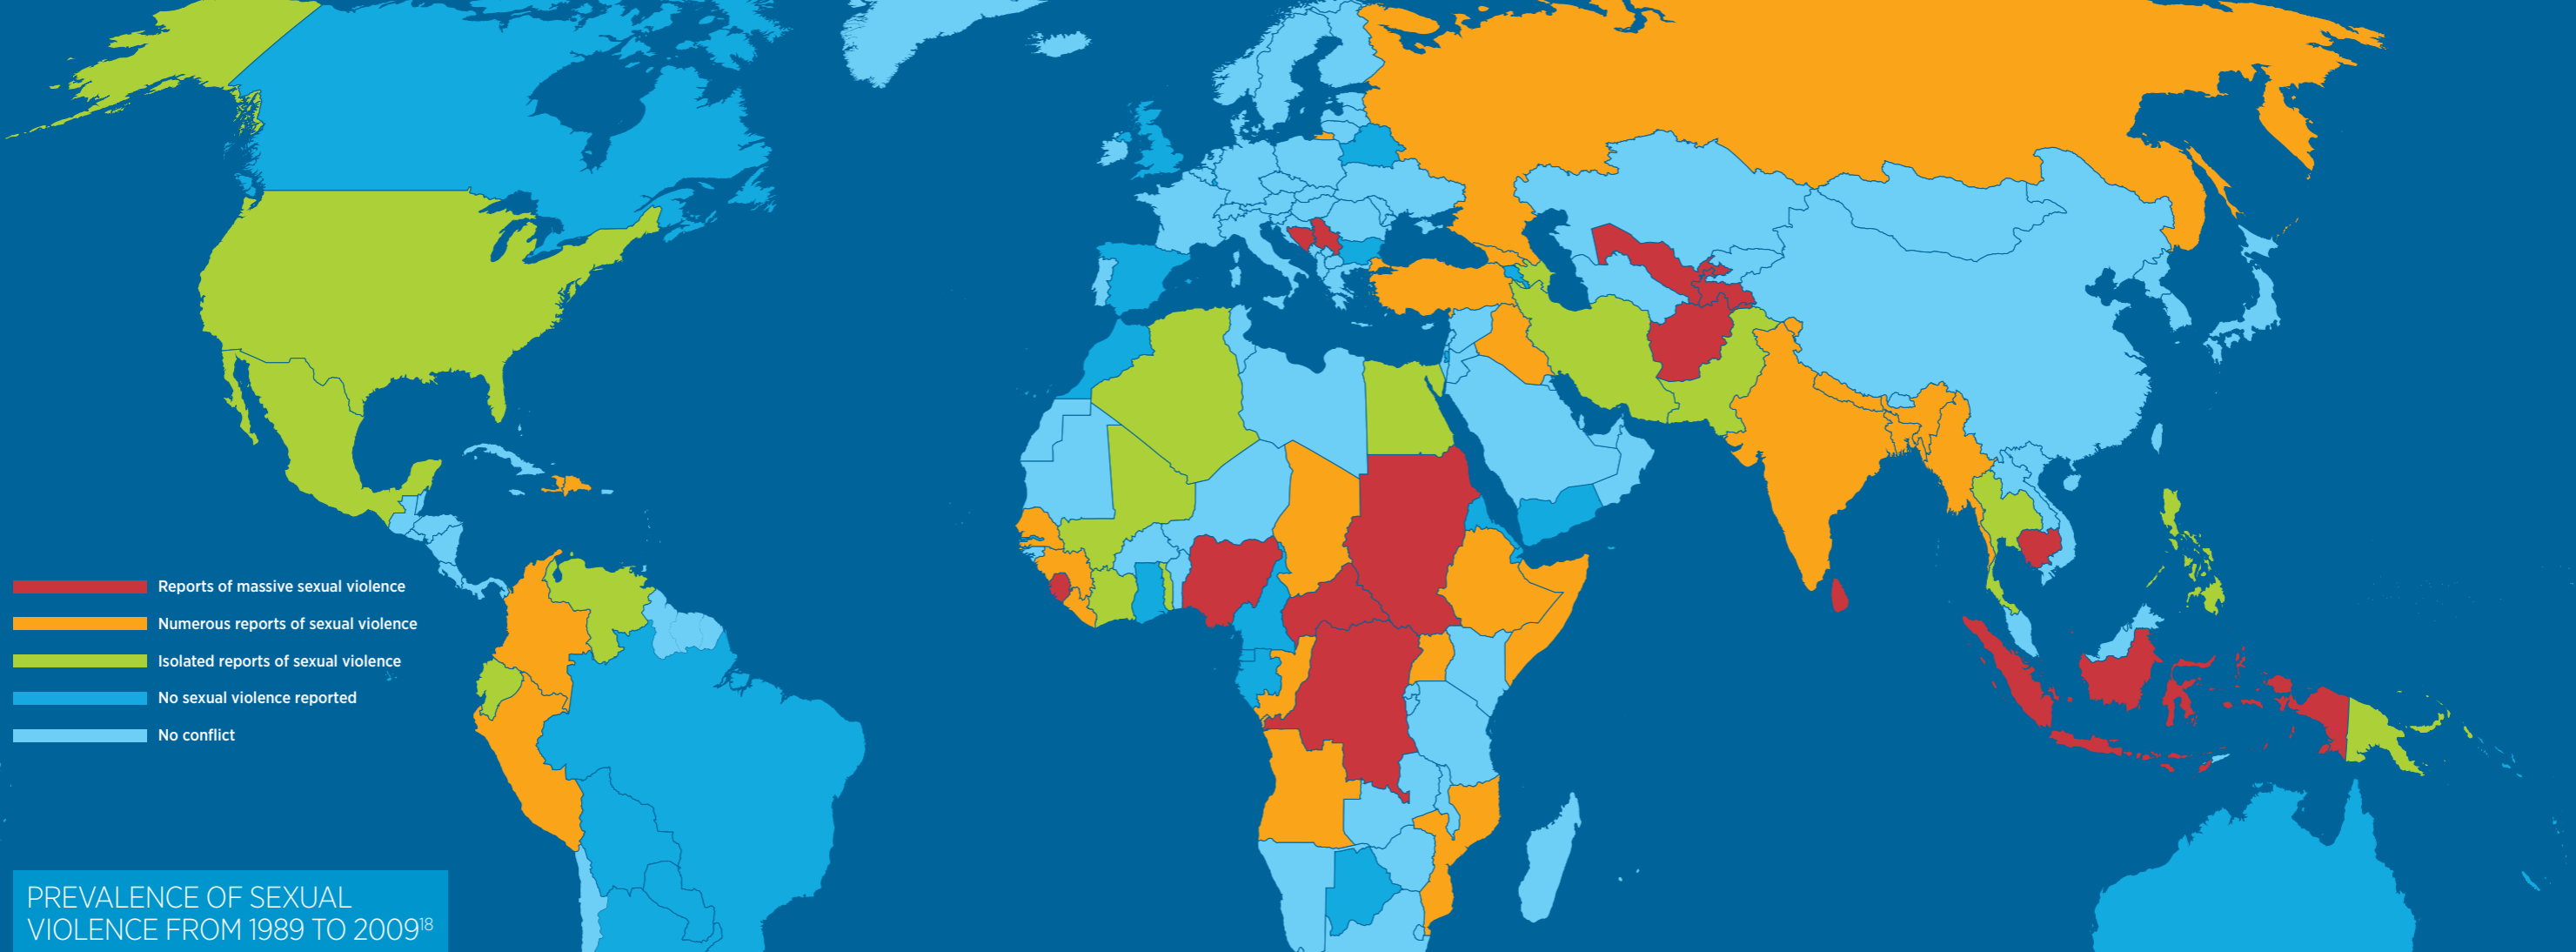 Reports of massive sexual violence
Numerous reports of sexual violence
Isolated reports of sexual violence
No sexual violence reported
No conflict
PREVALENCE OF SEXUAL
VIOLENCE FROM 1989 TO 2009¹⁸